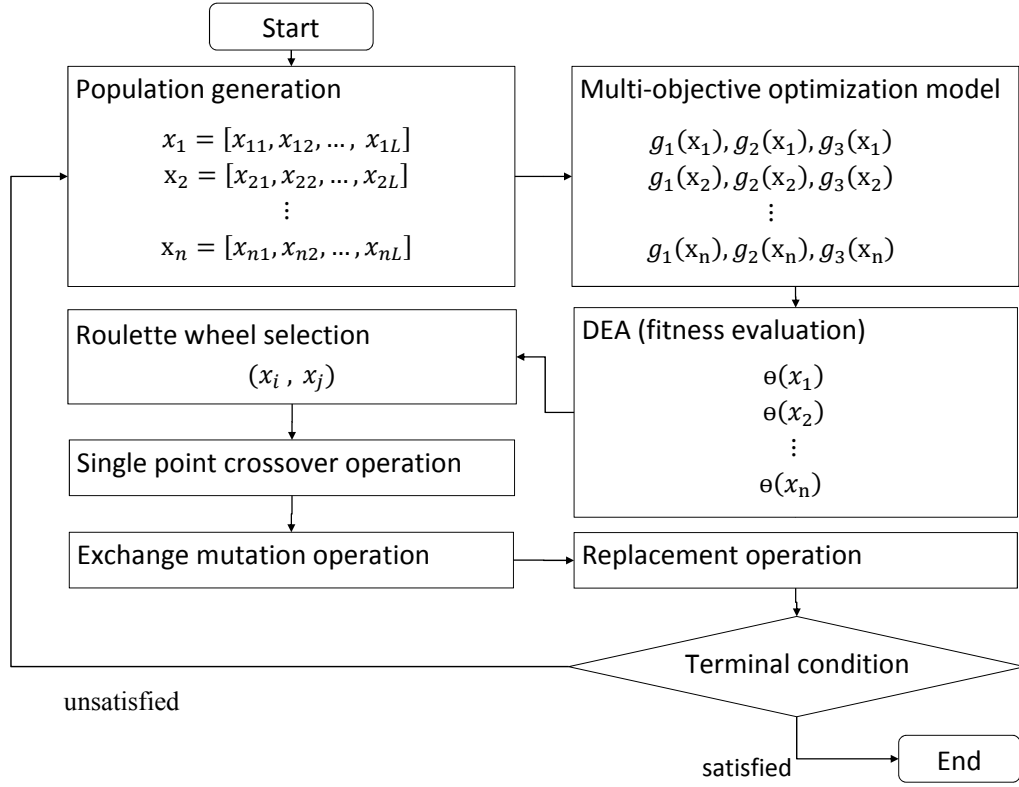 Start
Population generation
𝑥₁ = [𝑥₁₁, 𝑥₁₂, …, 𝑥₁L]
x₂ = [𝑥₂₁, 𝑥₂₂, …, 𝑥₂L]
⋮
xₙ = [𝑥ₙ₁, 𝑥ₙ₂, …, 𝑥ₙL]
Multi-objective optimization model
g₁(x₁), g₂(x₁), g₃(x₁)
g₁(x₂), g₂(x₂), g₃(x₂)
⋮
g₁(xₙ), g₂(xₙ), g₃(xₙ)
DEA (fitness evaluation)
ɵ(𝑥₁)
ɵ(𝑥₂)
⋮
ɵ(𝑥ₙ)
Roulette wheel selection
(𝑥ᵢ , 𝑥ⱼ)
Single point crossover operation
Exchange mutation operation
Replacement operation
Terminal condition
unsatisfied
satisfied
End